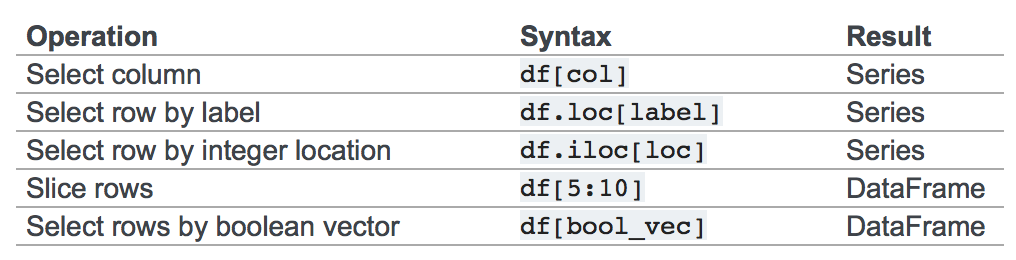 Operation Syntax Result
Select column df[col] Series
Select row by label df.loc[label] Series
Select row by integer location df.iloc[loc] Series
Slice rows df[5:10] DataFrame
Select rows by boolean vector df[bool_vec] DataFrame